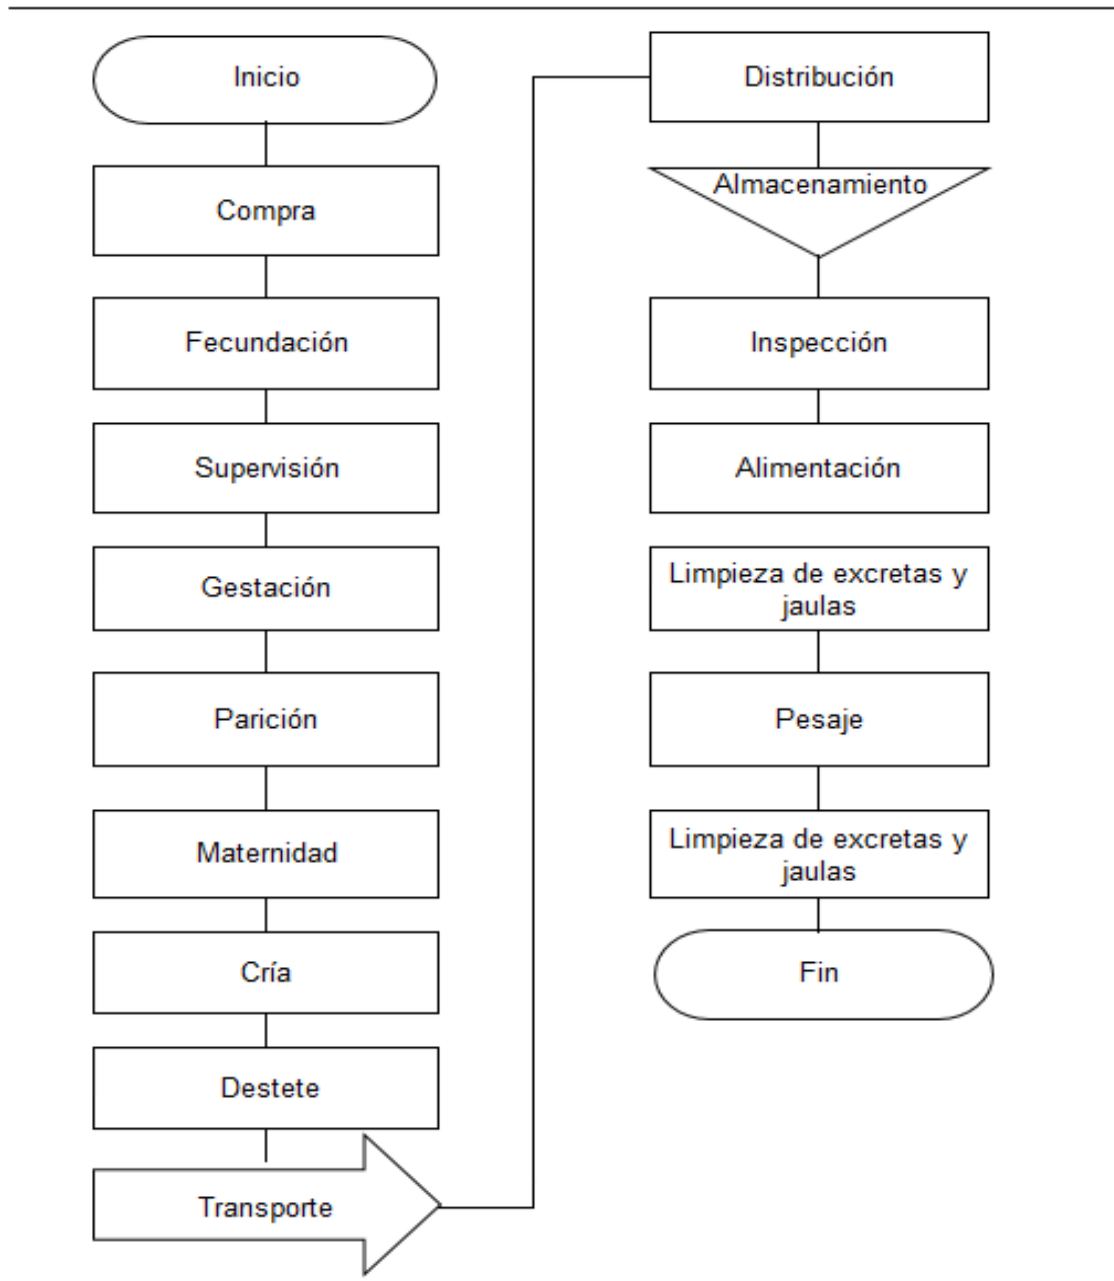 Inicio
Compra
Fecundación
Supervisión
Gestación
Parición
Maternidad
Cría
Destete
Transporte
Distribución
Almacenamiento
Inspección
Alimentación
Limpieza de excretas y
jaulas
Pesaje
Limpieza de excretas y
jaulas
Fin